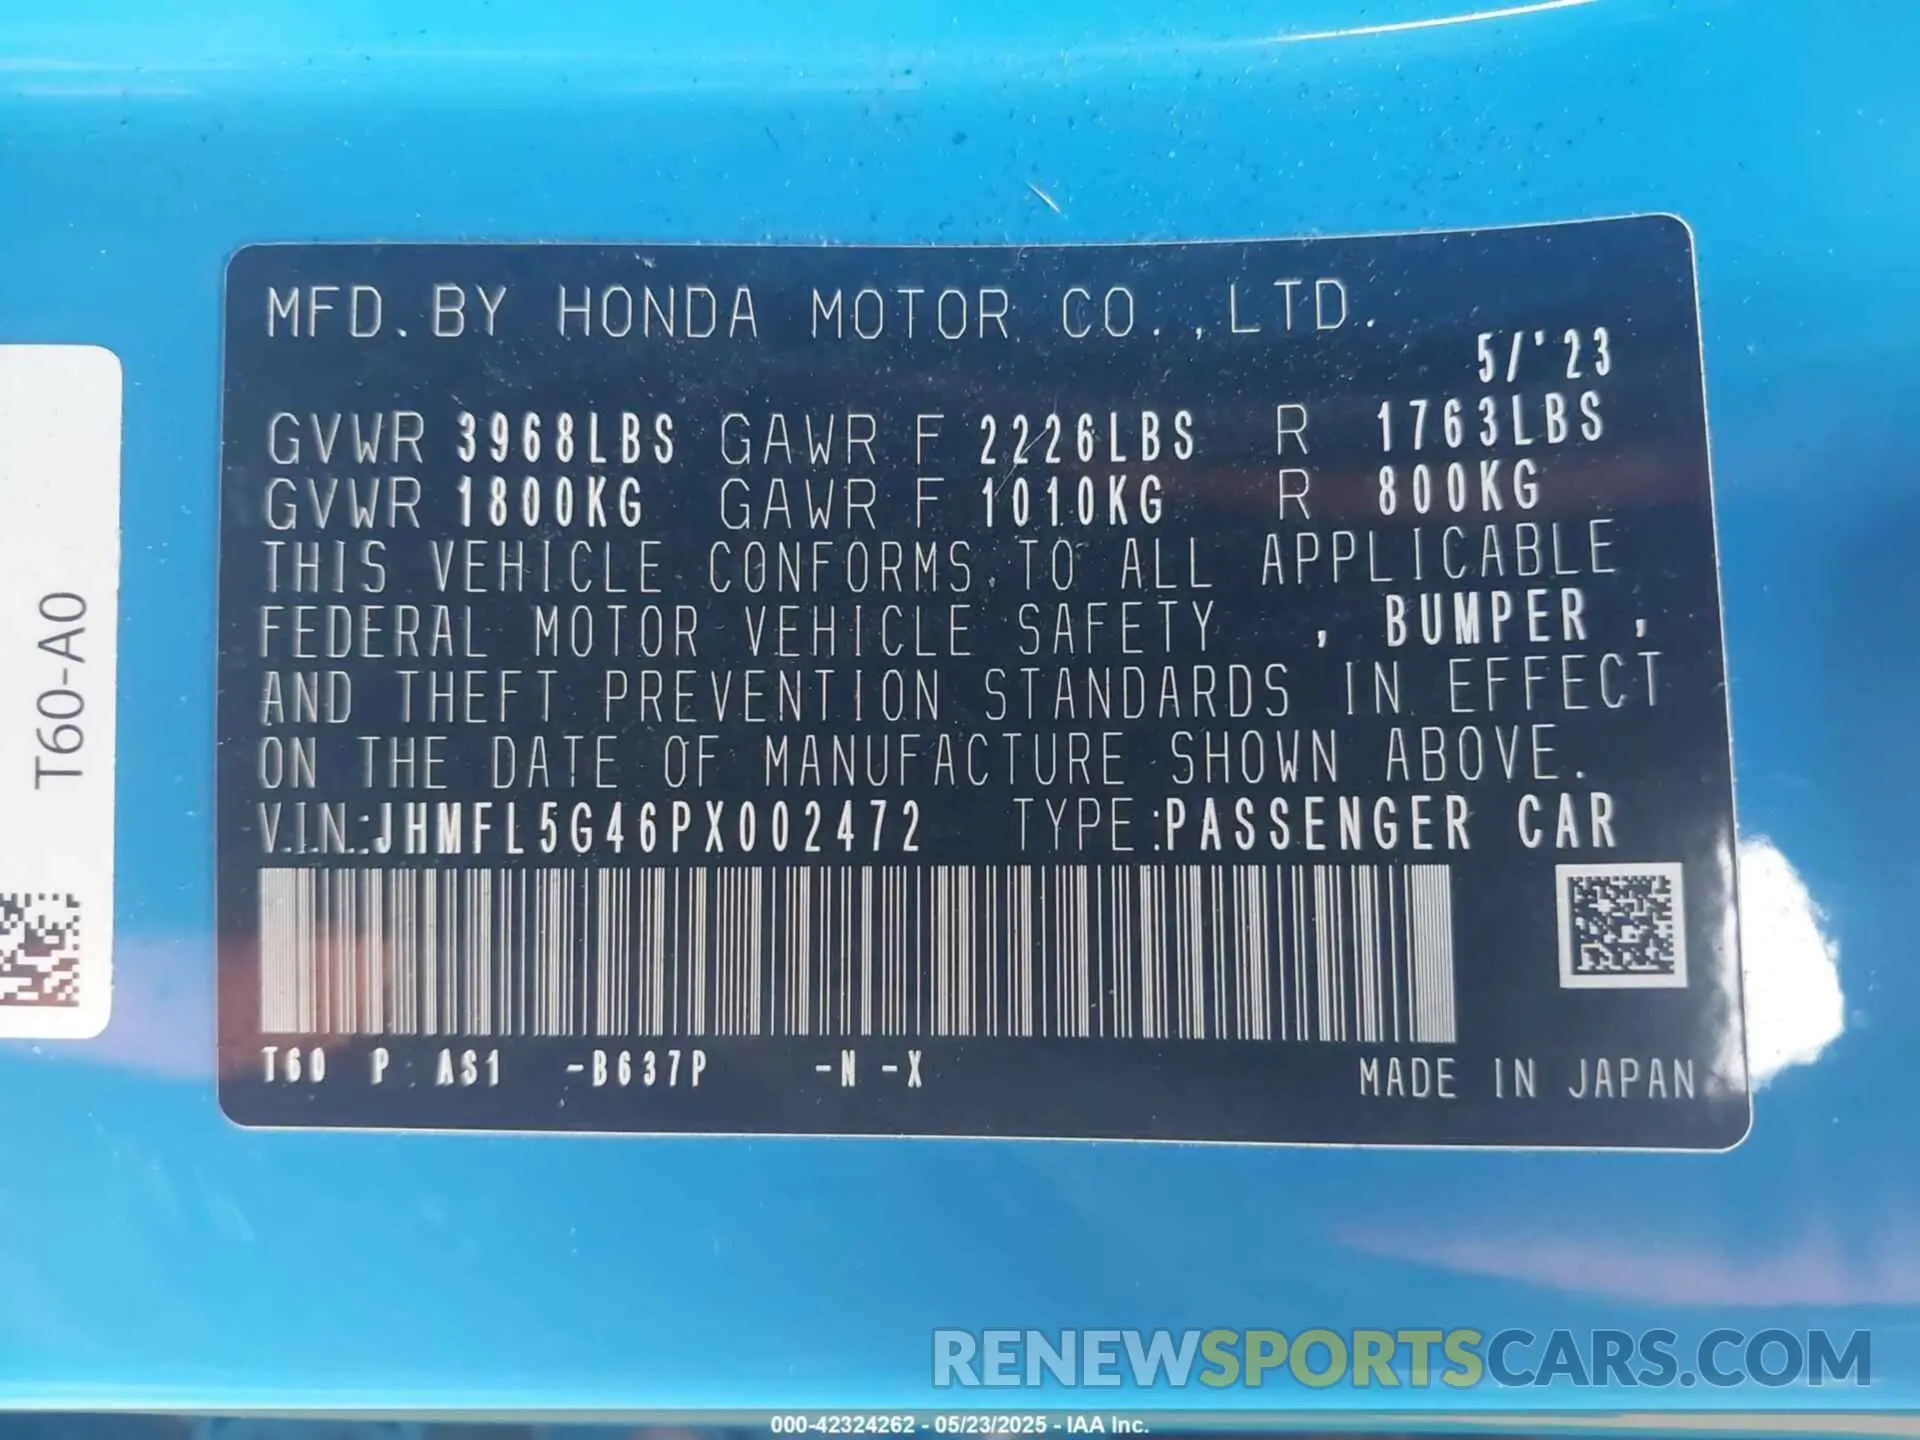 MFD. BY HONDA MOTOR CO., LTD.
5/'23
GVWR 3968LBS GAWR F 2226LBS R 1763LBS
GVWR 1800KG GAWR F 1010KG R 800KG
THIS VEHICLE CONFORMS TO ALL APPLICABLE
FEDERAL MOTOR VEHICLE SAFETY , BUMPER ,
AND THEFT PREVENTION STANDARDS IN EFFECT
ON THE DATE OF MANUFACTURE SHOWN ABOVE.
VIN:JHMFL5G46PX002472 TYPE:PASSENGER CAR
T60 P AS1 -B637P -N -X
MADE IN JAPAN
T60-A0
RENEWSPORTSCARS.COM
000-42324262 - 05/23/2025 - IAA Inc.